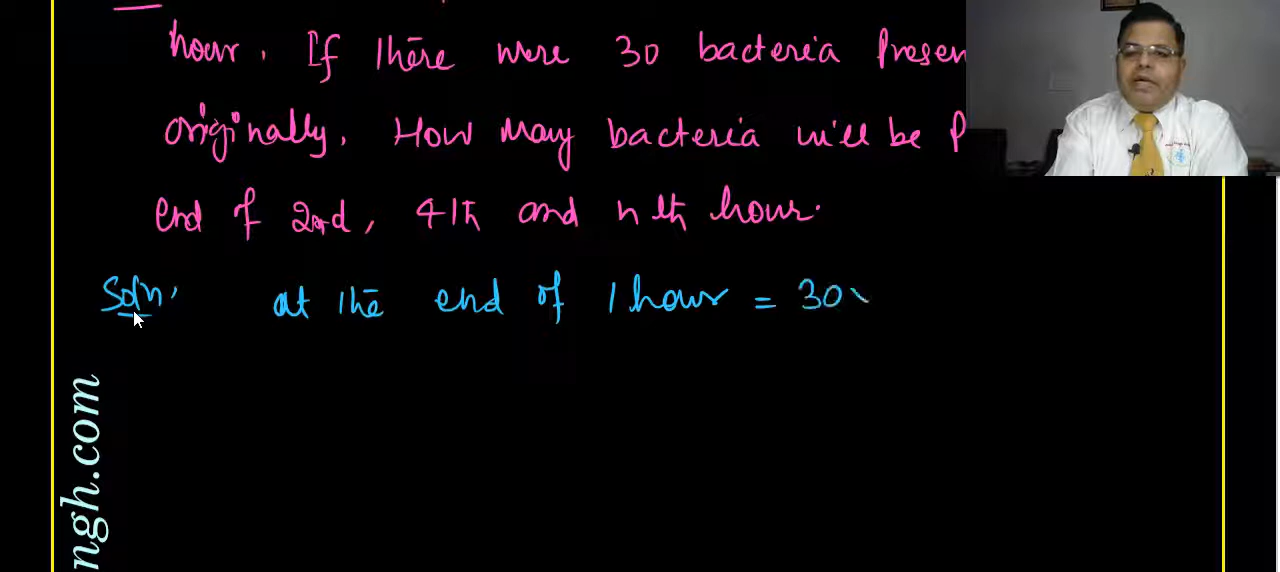 hour. If there were 30 bacteria Presen
originally. How many bacteria will be P
end of 2nd, 4th and nth hour.
Soln. at the end of 1 hour = 30
ngh.com